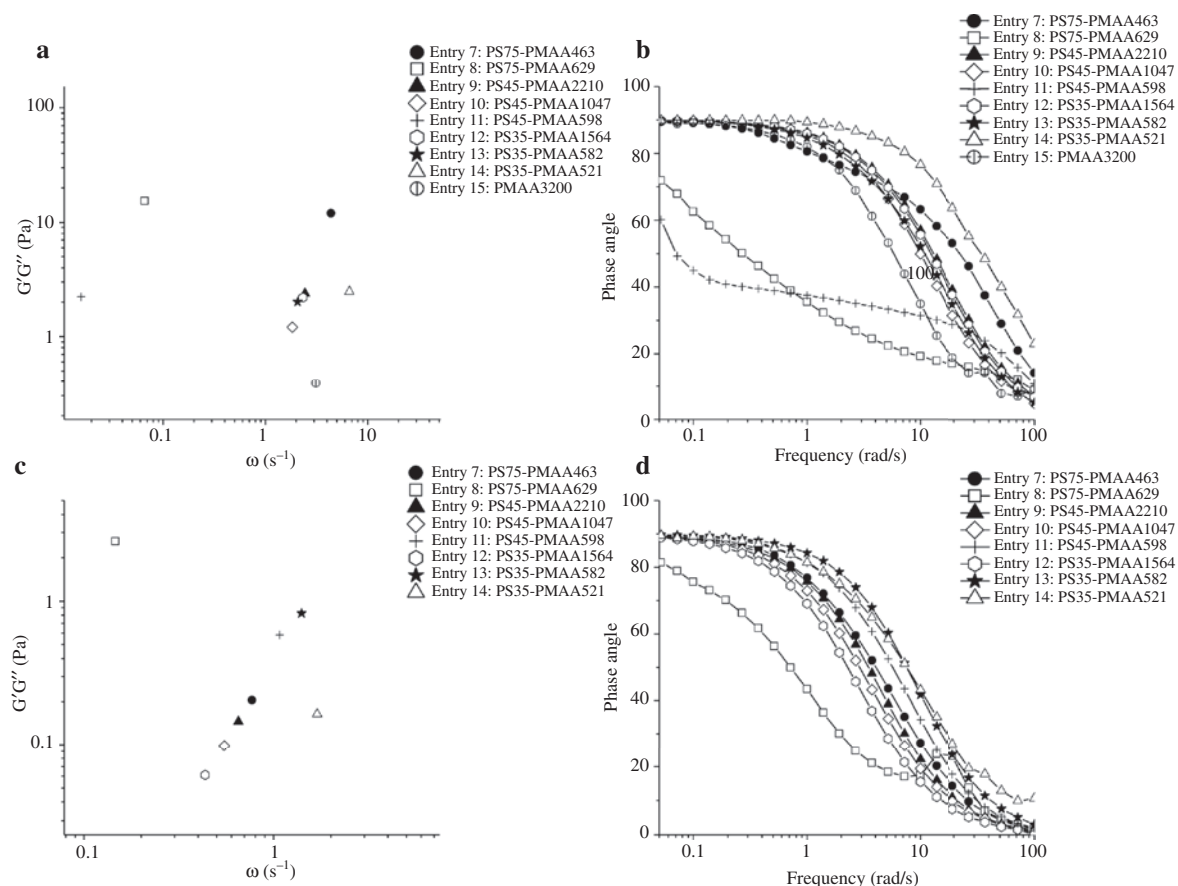 a
Entry 7: PS75-PMAA463
Entry 8: PS75-PMAA629
Entry 9: PS45-PMAA2210
Entry 10: PS45-PMAA1047
Entry 11: PS45-PMAA598
Entry 12: PS35-PMAA1564
Entry 13: PS35-PMAA582
Entry 14: PS35-PMAA521
Entry 15: PMAA3200
G′G″ (Pa)
100
10
1
0.1
1
10
ω (s⁻¹)
b
Entry 7: PS75-PMAA463
Entry 8: PS75-PMAA629
Entry 9: PS45-PMAA2210
Entry 10: PS45-PMAA1047
Entry 11: PS45-PMAA598
Entry 12: PS35-PMAA1564
Entry 13: PS35-PMAA582
Entry 14: PS35-PMAA521
Entry 15: PMAA3200
Phase angle
100
80
60
40
20
0
100
0.1
1
10
100
Frequency (rad/s)
c
Entry 7: PS75-PMAA463
Entry 8: PS75-PMAA629
Entry 9: PS45-PMAA2210
Entry 10: PS45-PMAA1047
Entry 11: PS45-PMAA598
Entry 12: PS35-PMAA1564
Entry 13: PS35-PMAA582
Entry 14: PS35-PMAA521
G′G″ (Pa)
1
0.1
0.1
1
ω (s⁻¹)
d
Entry 7: PS75-PMAA463
Entry 8: PS75-PMAA629
Entry 9: PS45-PMAA2210
Entry 10: PS45-PMAA1047
Entry 11: PS45-PMAA598
Entry 12: PS35-PMAA1564
Entry 13: PS35-PMAA582
Entry 14: PS35-PMAA521
Phase angle
100
80
60
40
20
0
0.1
1
10
100
Frequency (rad/s)